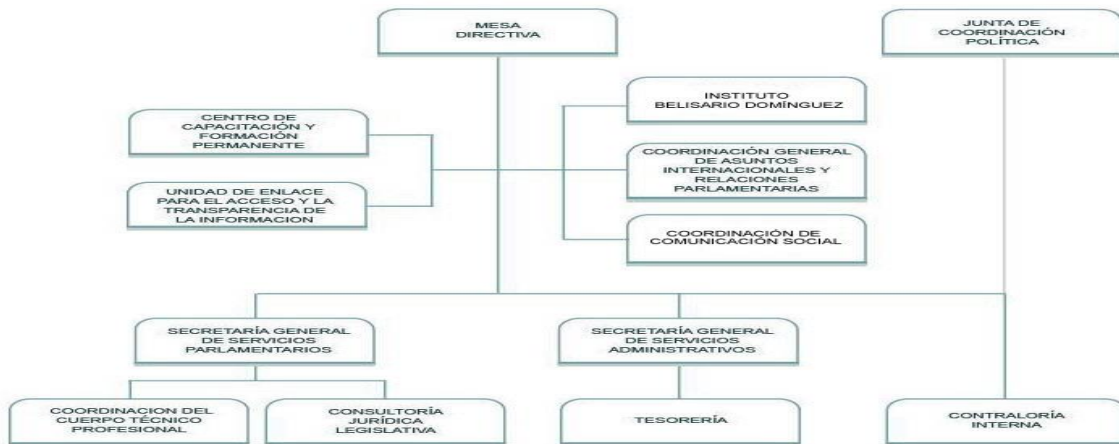 MESA
DIRECTIVA
JUNTA DE
COORDINACIÓN
POLÍTICA
CENTRO DE
CAPACITACIÓN Y
FORMACIÓN
PERMANENTE
INSTITUTO
BELISARIO DOMÍNGUEZ
COORDINACIÓN GENERAL
DE ASUNTOS
INTERNACIONALES Y
RELACIONES
PARLAMENTARIAS
UNIDAD DE ENLACE
PARA EL ACCESO Y LA
TRANSPARENCIA DE
LA INFORMACION
COORDINACIÓN DE
COMUNICACIÓN SOCIAL
SECRETARÍA GENERAL
DE SERVICIOS
PARLAMENTARIOS
SECRETARÍA GENERAL
DE SERVICIOS
ADMINISTRATIVOS
COORDINACION DEL
CUERPO TÉCNICO
PROFESIONAL
CONSULTORÍA
JURÍDICA
LEGISLATIVA
TESORERÍA
CONTRALORÍA
INTERNA